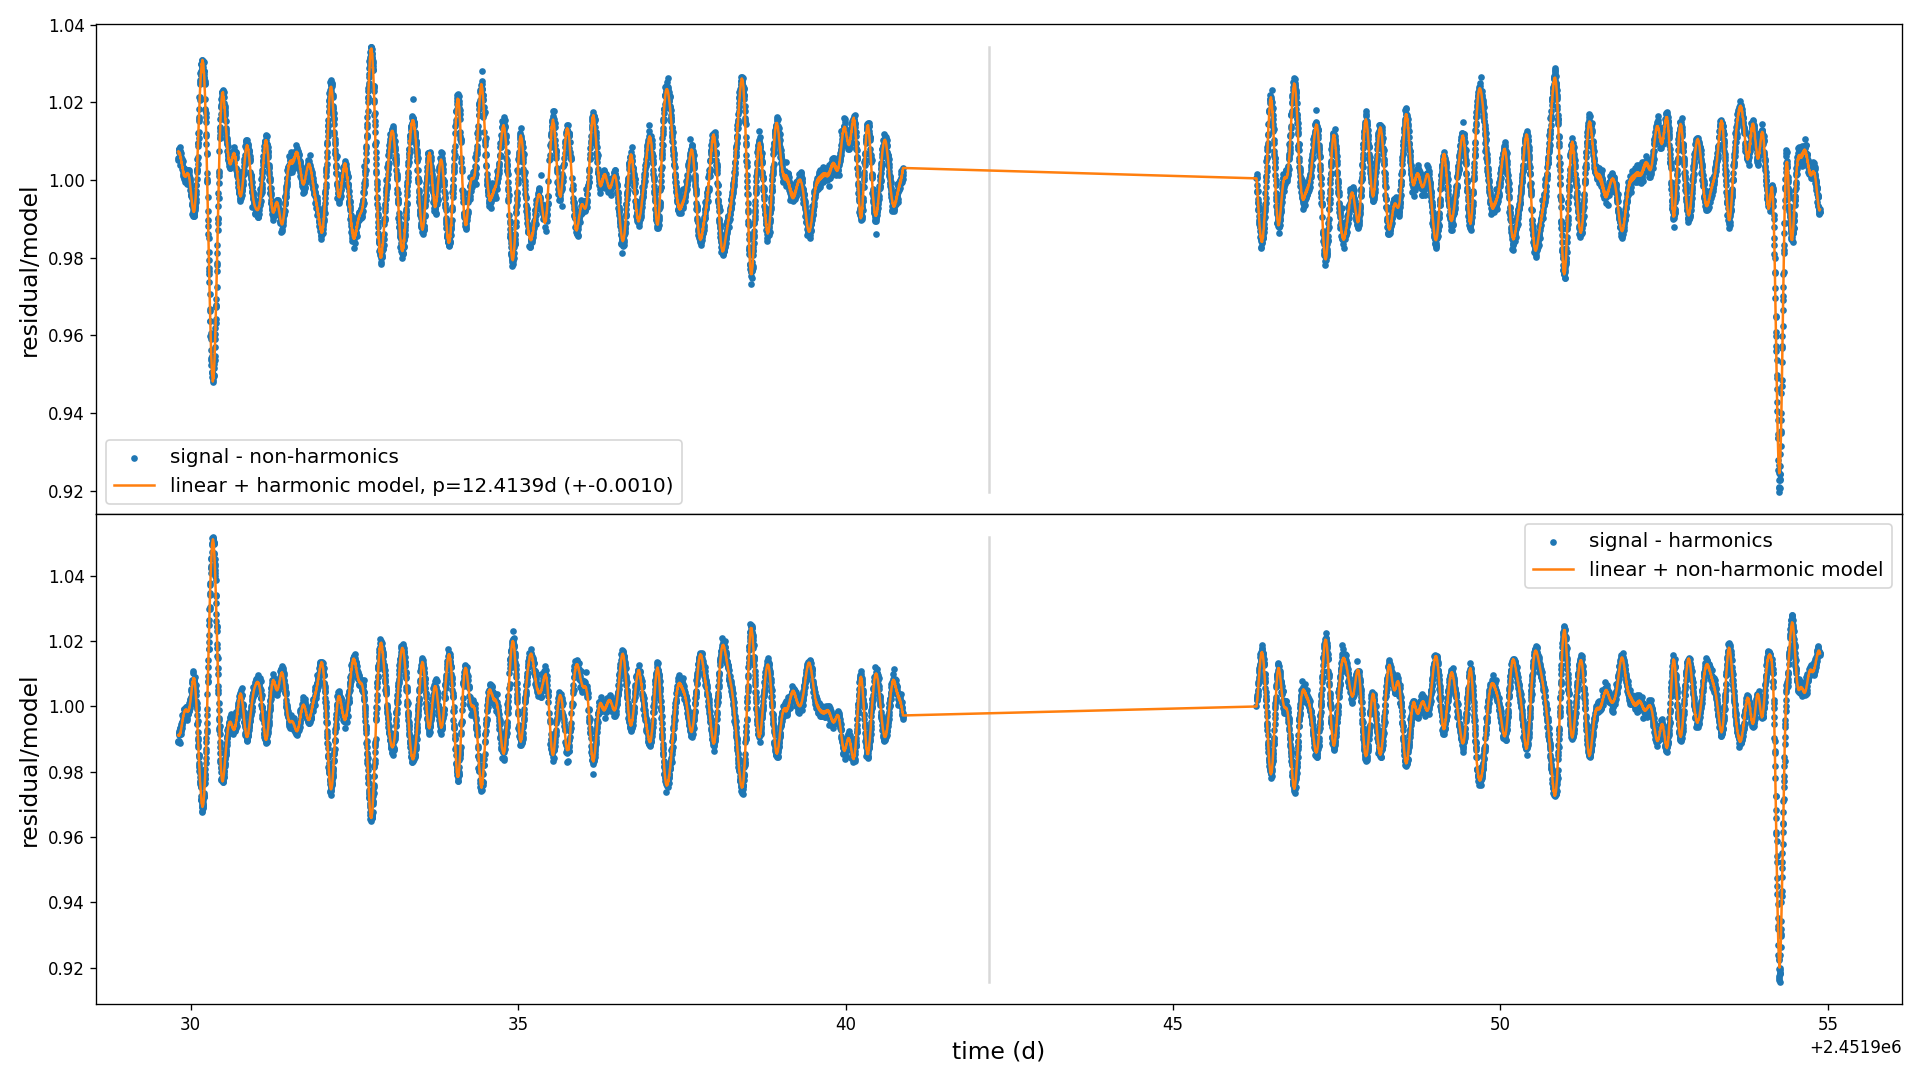 1.04
1.02
1.00
0.98
0.96
0.94
0.92
residual/model
signal - non-harmonics
linear + harmonic model, p=12.4139d (+-0.0010)
signal - harmonics
linear + non-harmonic model
1.04
1.02
1.00
0.98
0.96
0.94
0.92
residual/model
30 35 40 45 50 55
time (d)
+2.4519e6